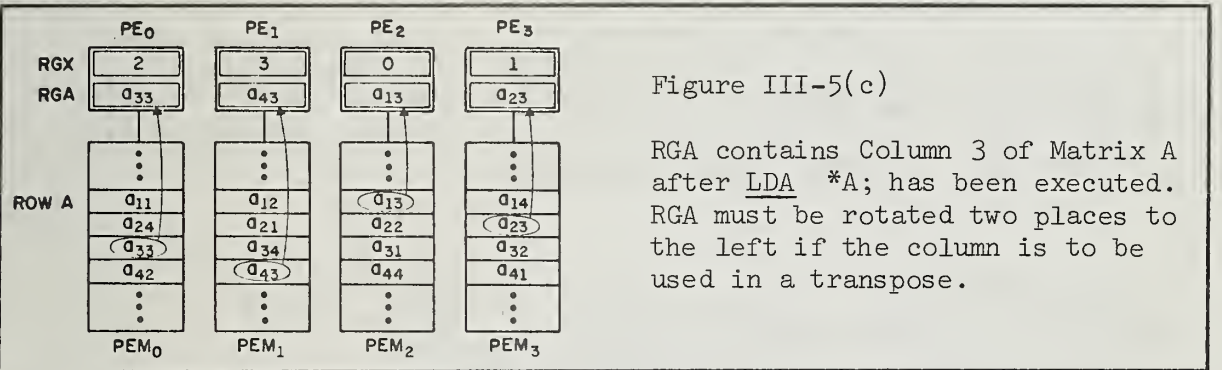 PE0 PE1 PE2 PE3
RGX 2 3 0 1
RGA a33 a43 a13 a23
ROW A a11 a12 a13 a14
a24 a21 a22 a23
a33 a34 a31 a32
a42 a43 a44 a41
PEM0 PEM1 PEM2 PEM3
Figure III-5(c)
RGA contains Column 3 of Matrix A
after LDA *A; has been executed.
RGA must be rotated two places to
the left if the column is to be
used in a transpose.